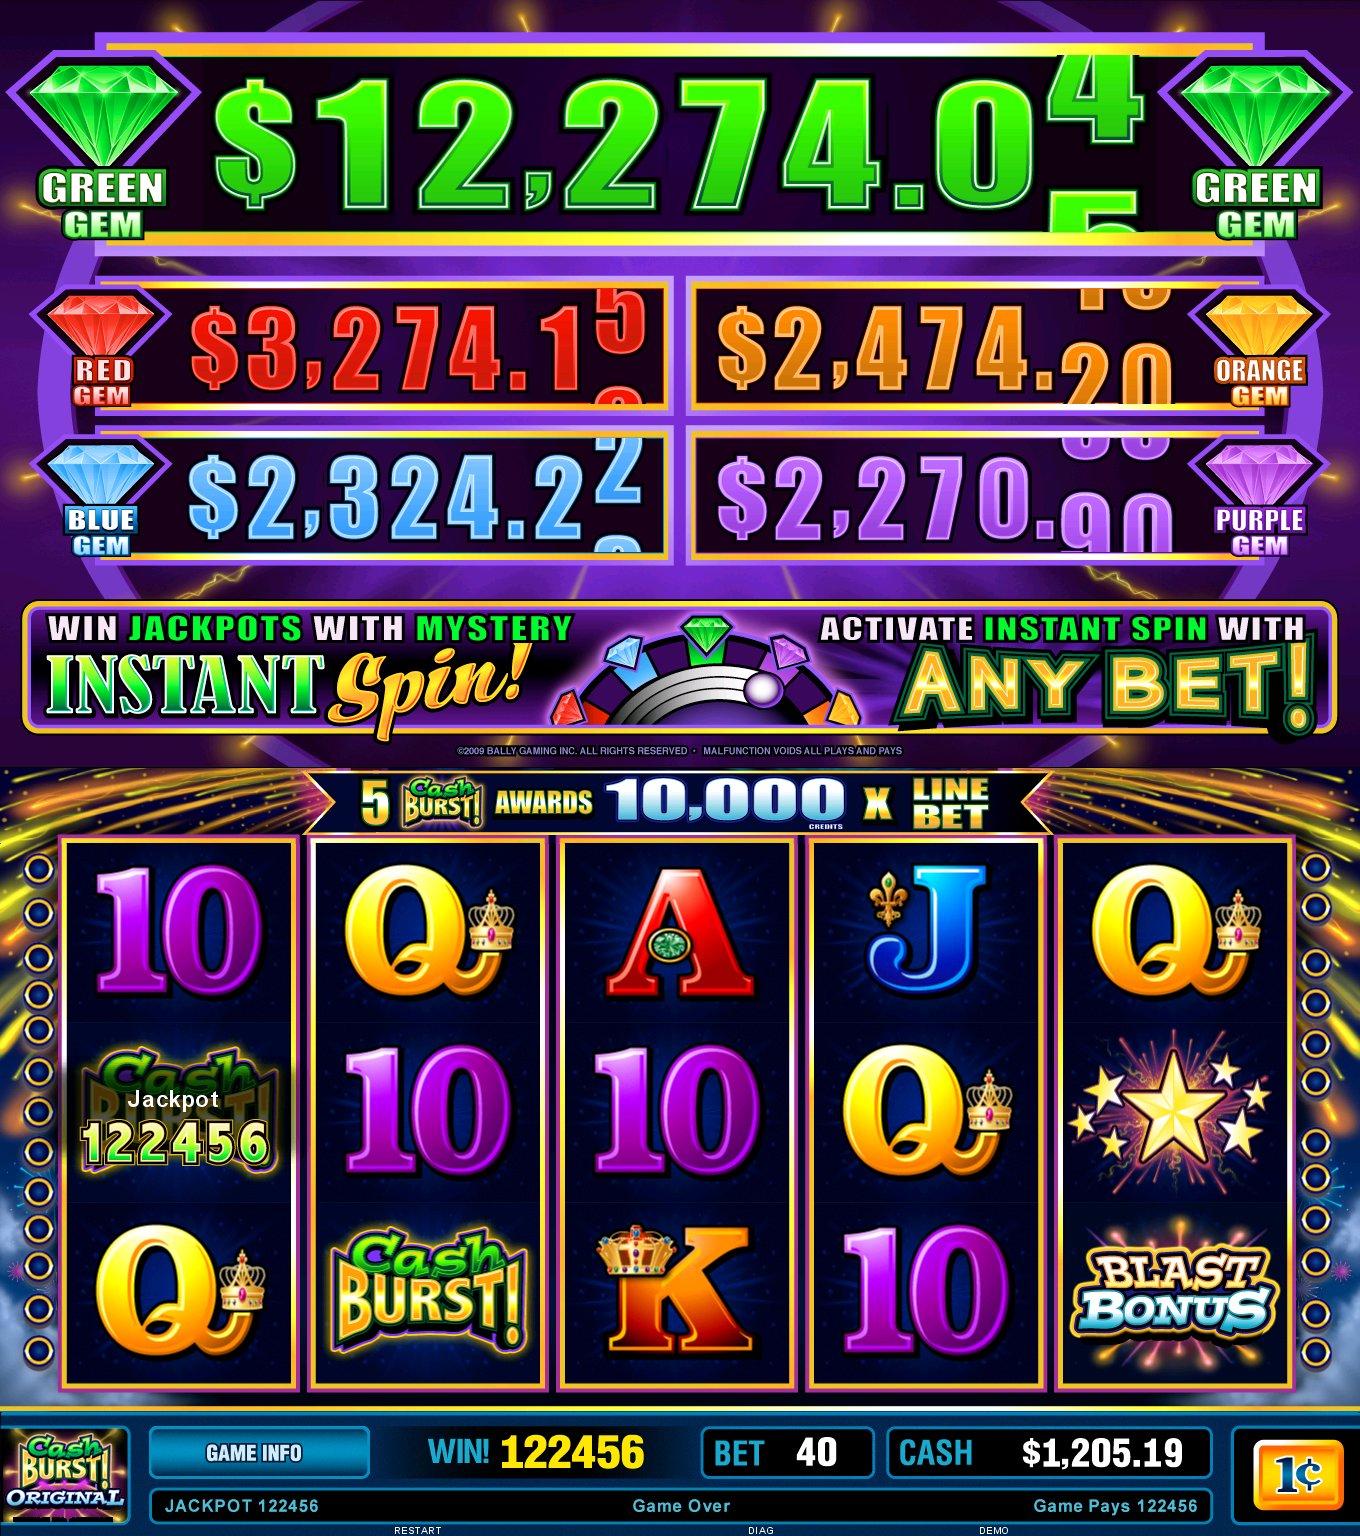 $12,274.04
GREEN
GEM
GREEN
GEM
$3,274.15
RED
GEM
$2,474.20
ORANGE
GEM
$2,324.22
BLUE
GEM
$2,270.90
PURPLE
GEM
WIN JACKPOTS WITH MYSTERY
INSTANT Spin!
ACTIVATE INSTANT SPIN WITH
ANY BET!
©2009 BALLY GAMING INC. ALL RIGHTS RESERVED • MALFUNCTION VOIDS ALL PLAYS AND PAYS
5 Cash BURST! AWARDS 10,000 CREDITS X LINE BET
10 Q A J Q
Cash BURST!
Jackpot
122456
10 10 Q
Q Cash BURST! K 10 BLAST BONUS
Cash
BURST!
ORIGINAL
GAME INFO WIN! 122456 BET 40 CASH $1,205.19 1¢
JACKPOT 122456 Game Over Game Pays 122456
RESTART DIAG DEMO